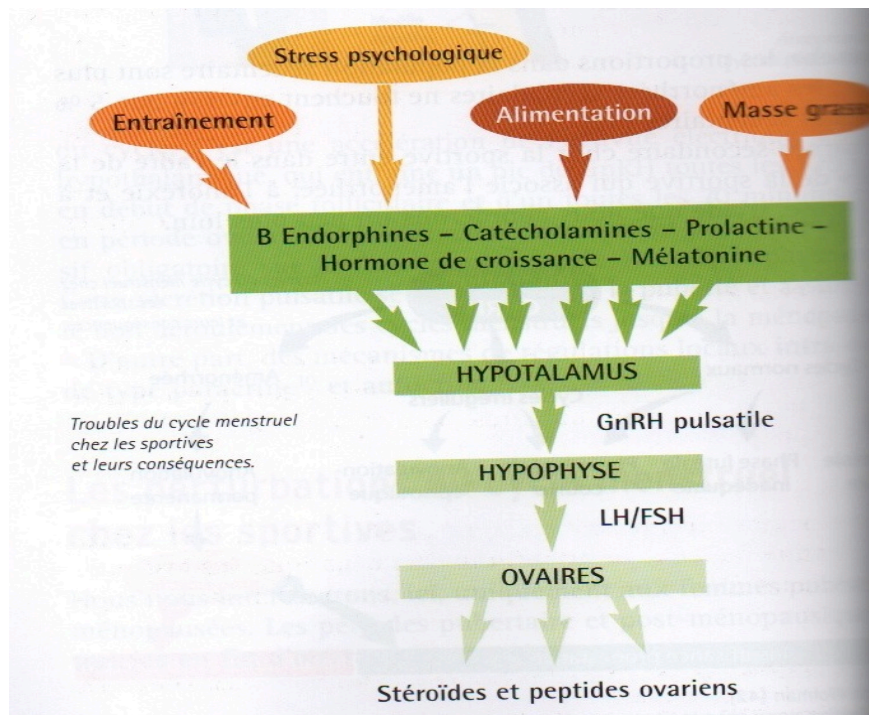 Stress psychologique
Entraînement
Alimentation
Masse grasse
B Endorphines – Catécholamines – Prolactine –
Hormone de croissance – Mélatonine
HYPOTALAMUS
GnRH pulsatile
Troubles du cycle menstruel
chez les sportives
et leurs conséquences.
HYPOPHYSE
LH/FSH
OVAIRES
Stéroïdes et peptides ovariens